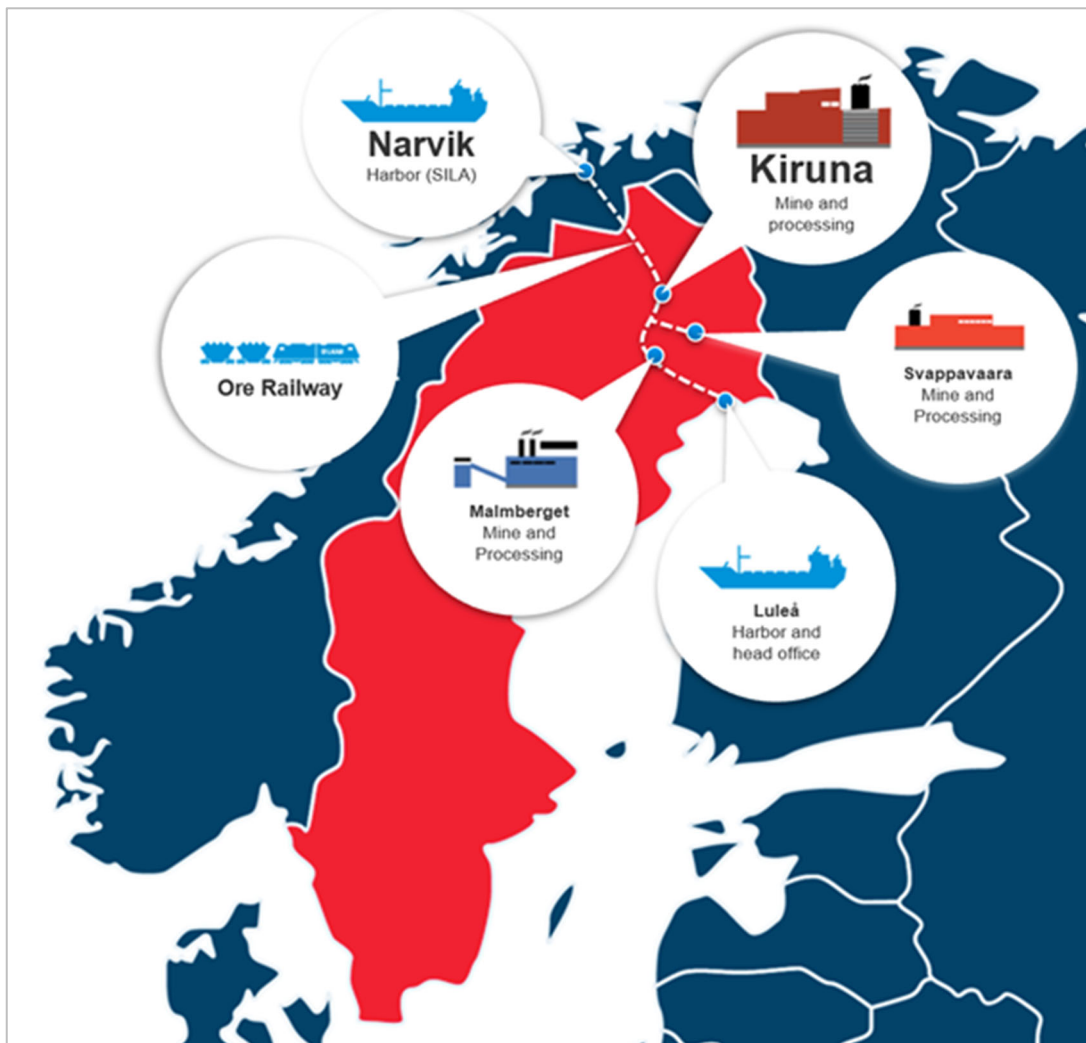 Narvik
Harbor (SILA)
Kiruna
Mine and
processing
Ore Railway
Svappavaara
Mine and
Processing
Malmberget
Mine and
Processing
Luleå
Harbor and
head office